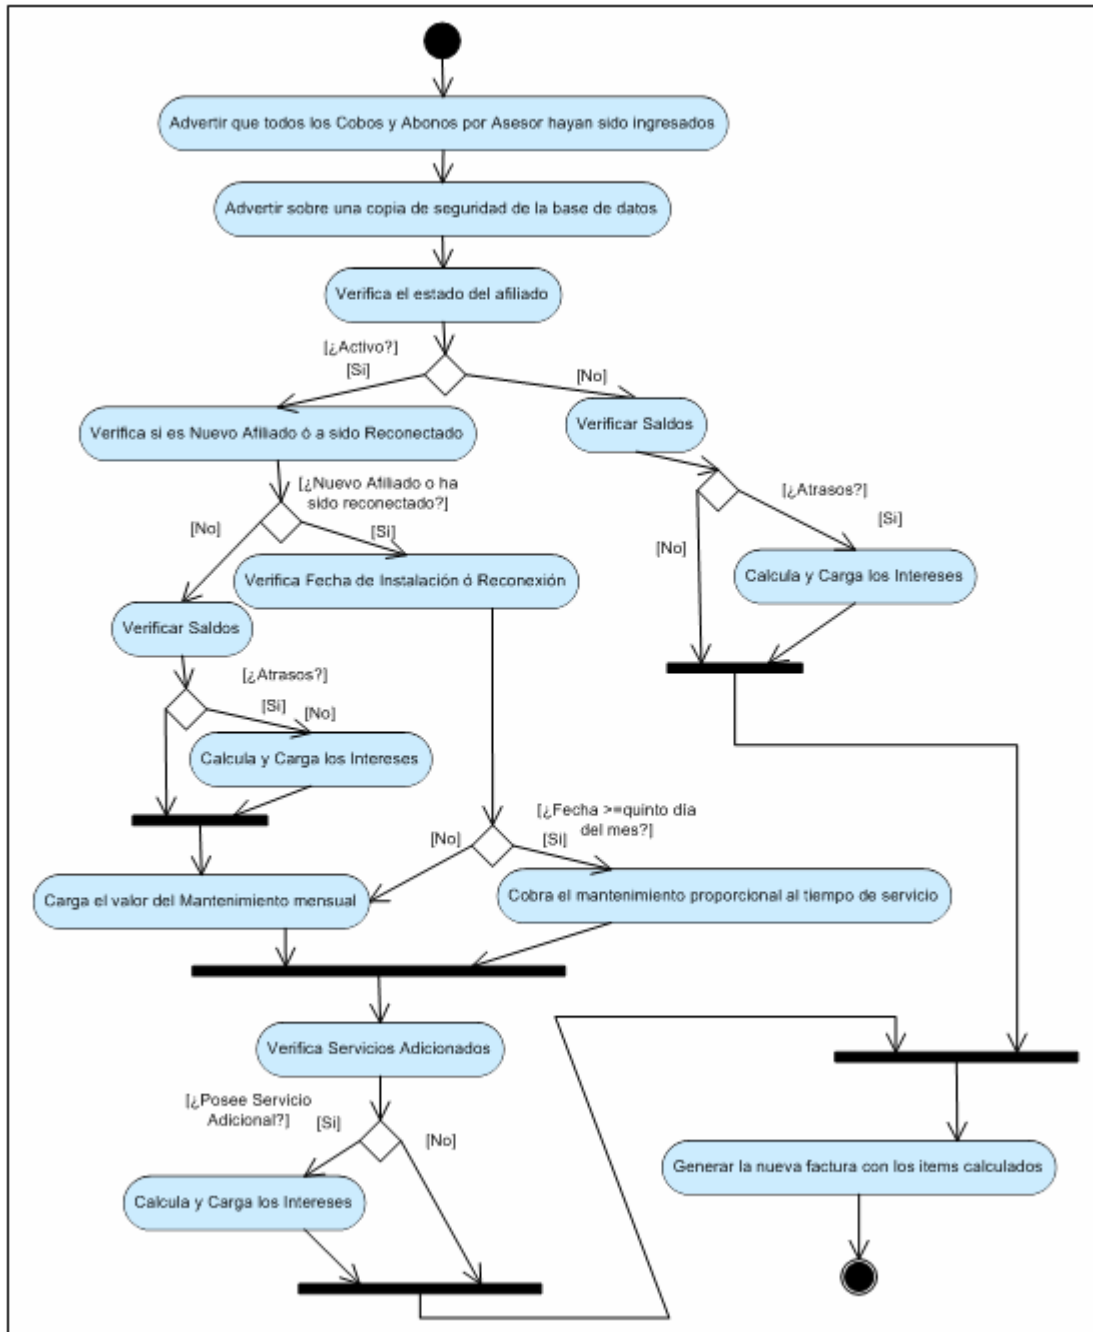 Advertir que todos los Cobos y Abonos por Asesor hayan sido ingresados
Advertir sobre una copia de seguridad de la base de datos
Verifica el estado del afiliado
[¿Activo?]
[Si]
[No]
Verifica si es Nuevo Afiliado ó a sido Reconectado
Verificar Saldos
[¿Nuevo Afiliado o ha
sido reconectado?]
[No]
[Si]
[¿Atrasos?]
[Si]
[No]
Verifica Fecha de Instalación ó Reconexión
Calcula y Carga los Intereses
Verificar Saldos
[¿Atrasos?]
[Si]
[No]
Calcula y Carga los Intereses
[¿Fecha >=quinto día
del mes?]
[No]
[Si]
Carga el valor del Mantenimiento mensual
Cobra el mantenimiento proporcional al tiempo de servicio
Verifica Servicios Adicionados
[¿Posee Servicio
Adicional?]
[Si]
[No]
Calcula y Carga los Intereses
Generar la nueva factura con los items calculados